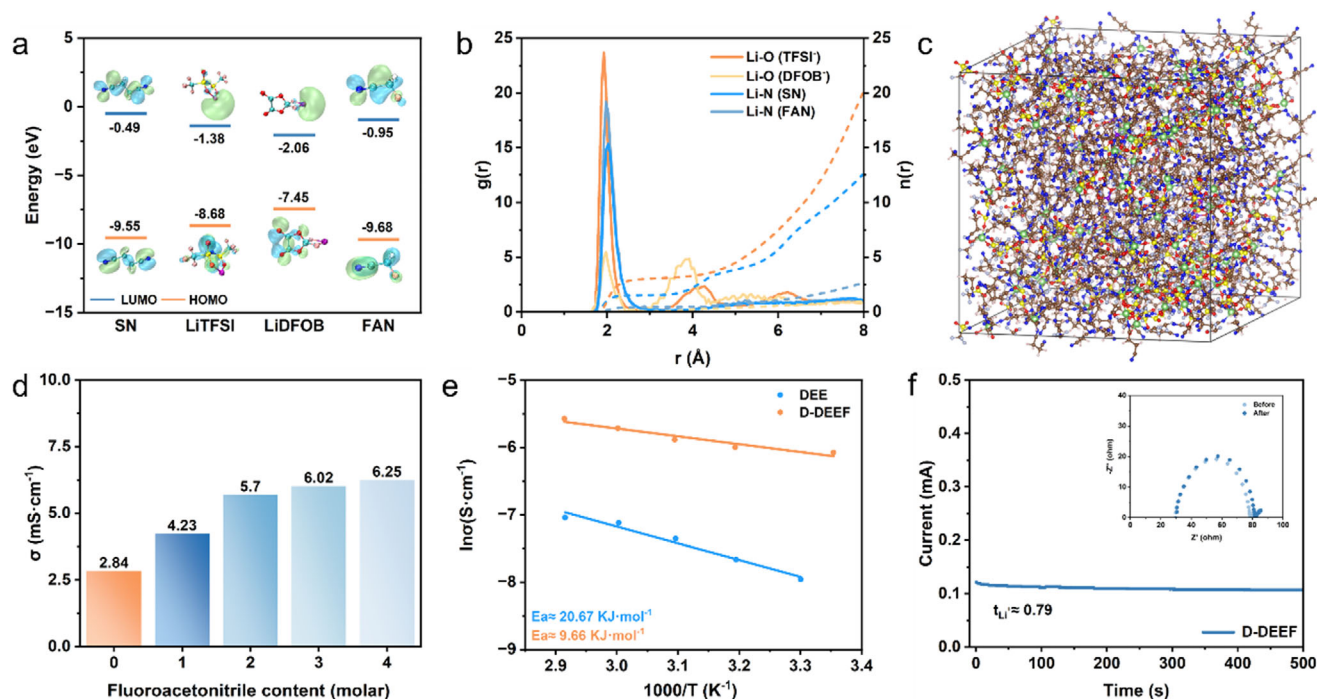 a
Energy (eV)
5
0
−5
−10
−15
-0.49
-1.38
-2.06
-0.95
-9.55
-8.68
-7.45
-9.68
LUMO
HOMO
SN
LiTFSI
LiDFOB
FAN
b
g(r)
25
20
15
10
5
0
Li-O (TFSI⁻)
Li-O (DFOB⁻)
Li-N (SN)
Li-N (FAN)
25
20
15
10
5
0
n(r)
0
2
4
6
8
r (Å)
c
d
σ (mS·cm⁻¹)
10.0
7.5
5.0
2.5
0.0
2.84
4.23
5.7
6.02
6.25
0
1
2
3
4
Fluoroacetonitrile content (molar)
e
lnσ(S·cm⁻¹)
−5
−6
−7
−8
−9
DEE
D-DEEF
Ea≈ 20.67 KJ·mol⁻¹
Ea≈ 9.66 KJ·mol⁻¹
2.9
3.0
3.1
3.2
3.3
3.4
1000/T (K⁻¹)
f
Current (mA)
0.5
0.4
0.3
0.2
0.1
0.0
-Z'' (ohm)
40
30
20
10
0
Before
After
0
20
40
60
80
100
Z' (ohm)
tLi⁺≈ 0.79
D-DEEF
0
100
200
300
400
500
Time (s)